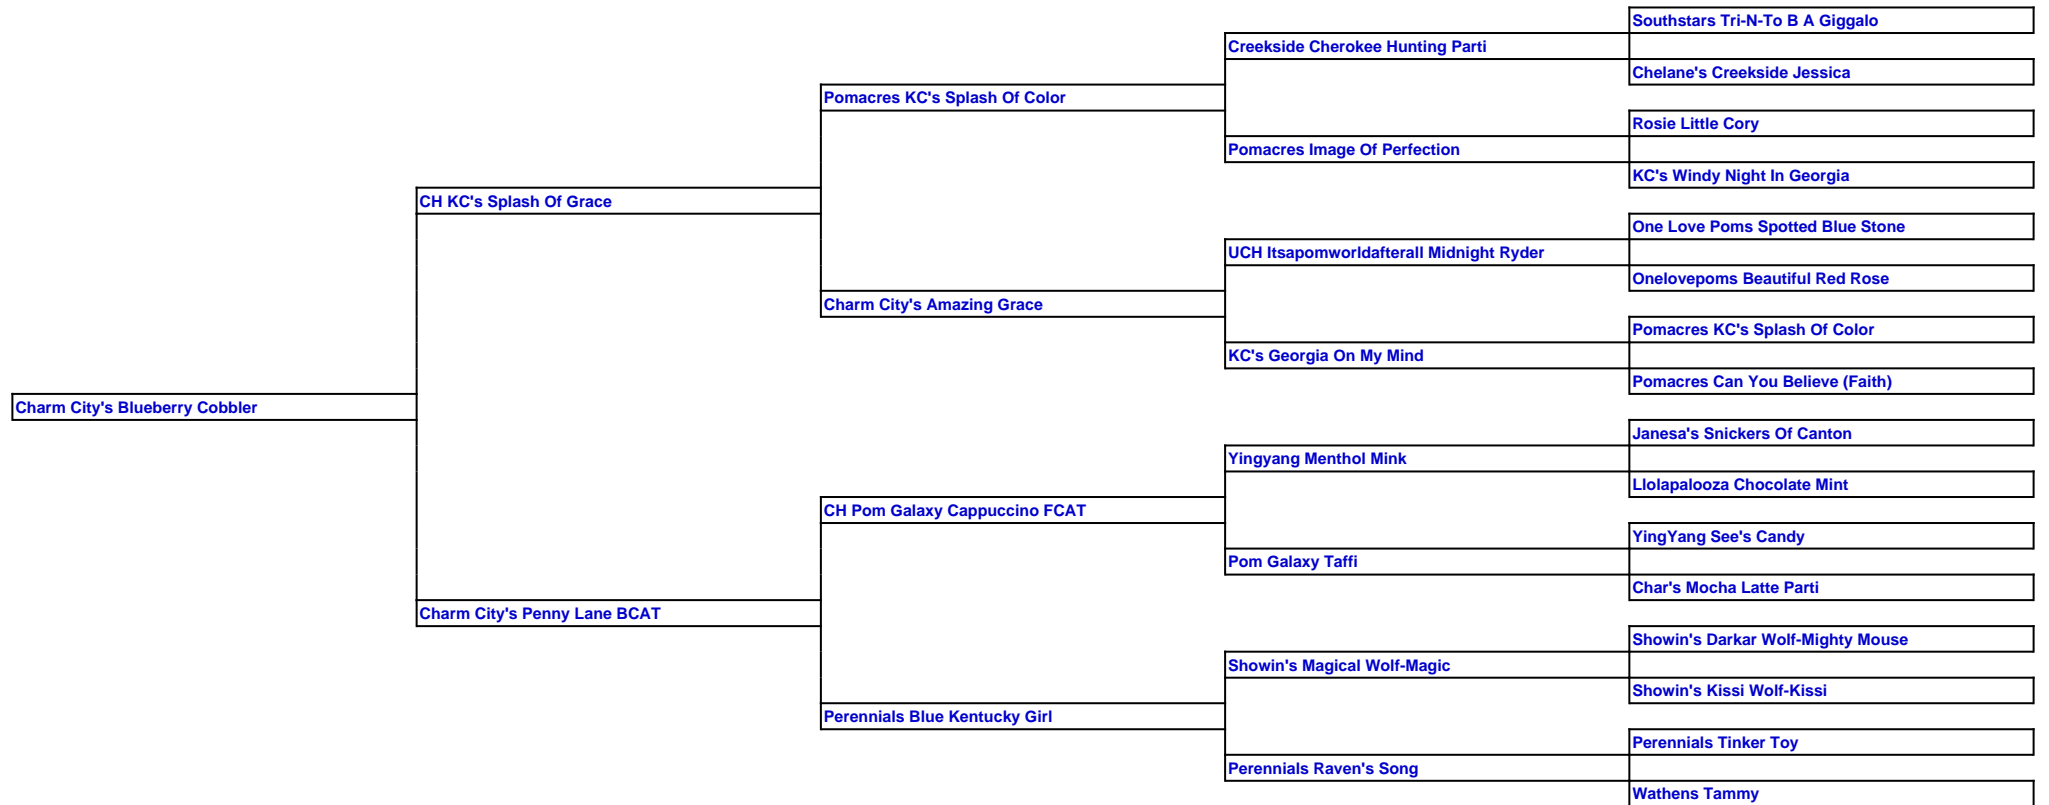 Southstars Tri-N-To B A Giggalo
Creekside Cherokee Hunting Parti
Chelane's Creekside Jessica
Pomacres KC's Splash Of Color
Rosie Little Cory
Pomacres Image Of Perfection
KC's Windy Night In Georgia
CH KC's Splash Of Grace
One Love Poms Spotted Blue Stone
UCH Itsapomworldafterall Midnight Ryder
Onelovepoms Beautiful Red Rose
Charm City's Amazing Grace
Pomacres KC's Splash Of Color
KC's Georgia On My Mind
Pomacres Can You Believe (Faith)
Charm City's Blueberry Cobbler
Janesa's Snickers Of Canton
Yingyang Menthol Mink
Llolapalooza Chocolate Mint
CH Pom Galaxy Cappuccino FCAT
YingYang See's Candy
Pom Galaxy Taffi
Char's Mocha Latte Parti
Charm City's Penny Lane BCAT
Showin's Darkar Wolf-Mighty Mouse
Showin's Magical Wolf-Magic
Showin's Kissi Wolf-Kissi
Perennials Blue Kentucky Girl
Perennials Tinker Toy
Perennials Raven's Song
Wathens Tammy